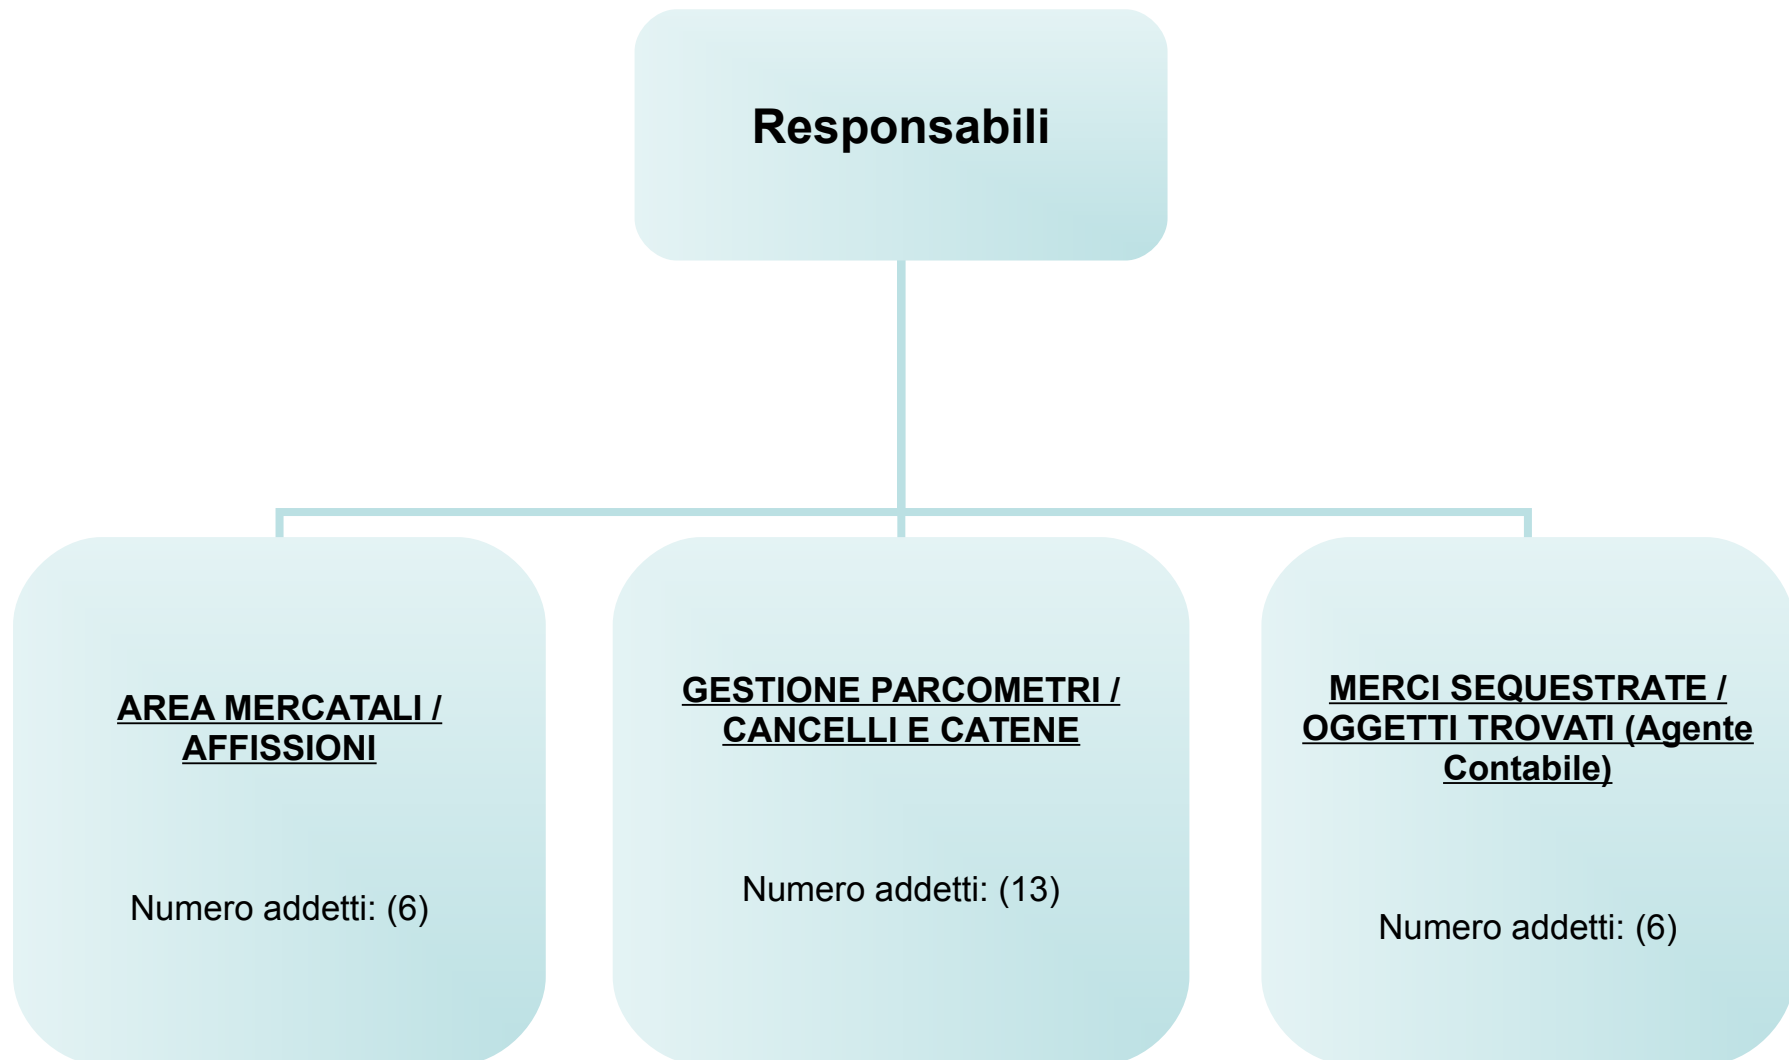 Responsabili
AREA MERCATALI /
AFFISSIONI
Numero addetti: (6)
GESTIONE PARCOMETRI /
CANCELLI E CATENE
Numero addetti: (13)
MERCI SEQUESTRATE /
OGGETTI TROVATI (Agente
Contabile)
Numero addetti: (6)